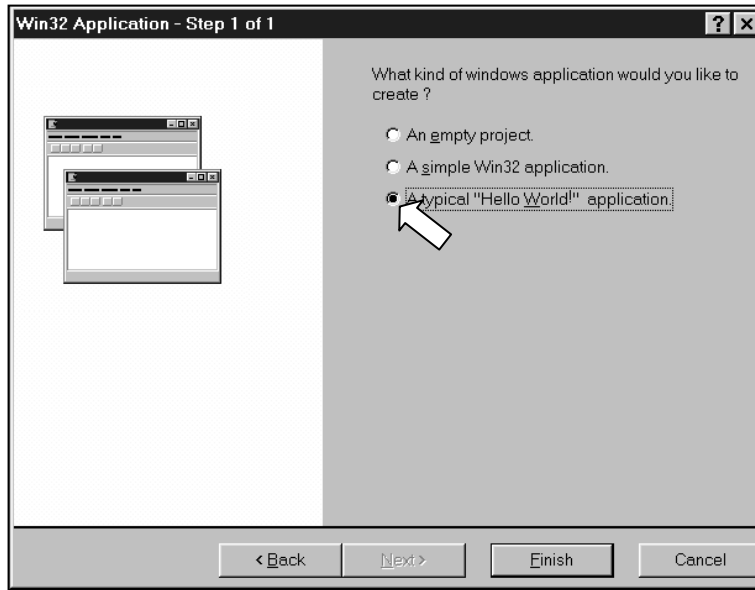 Win32 Application - Step 1 of 1
What kind of windows application would you like to
create ?
An empty project.
A simple Win32 application.
A typical "Hello World!" application.
< Back
Next >
Finish
Cancel